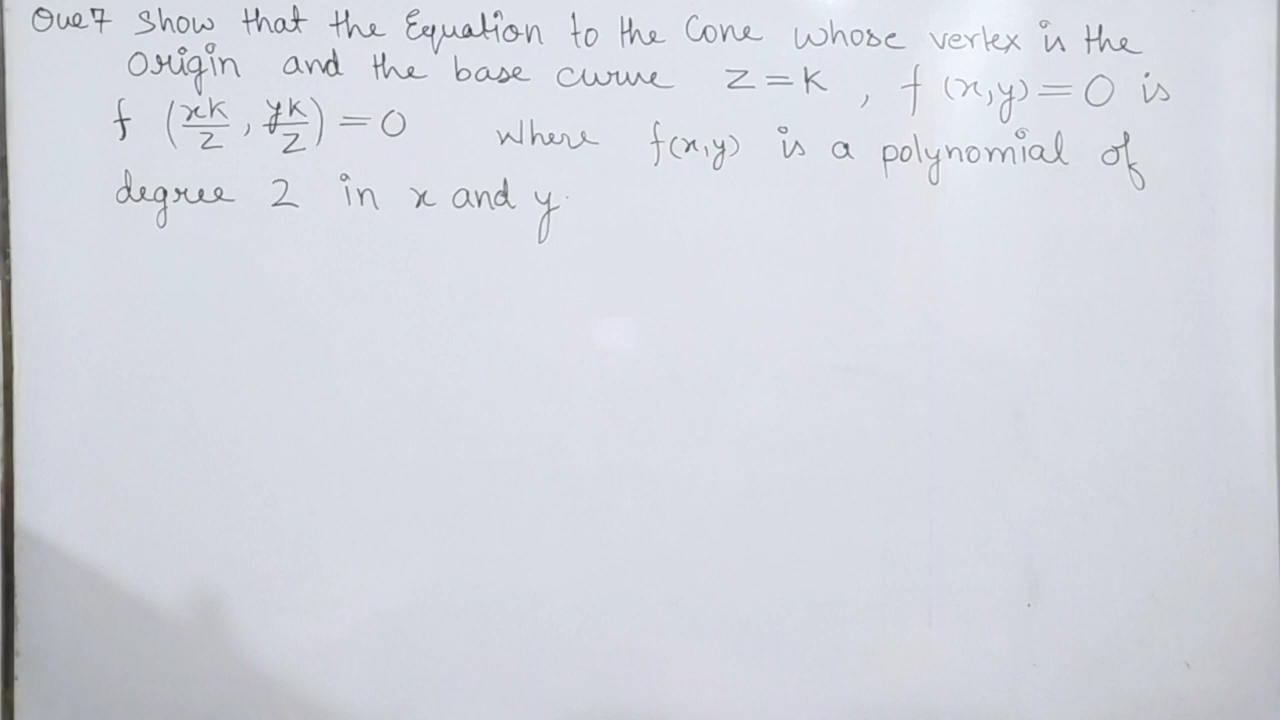 Que7 Show that the Equation to the Cone whose vertex is the
Origin and the base curve z=k , f (x,y)=0 is
f (xk/z , yk/z) =0 where f(x,y) is a polynomial of
degree 2 in x and y.